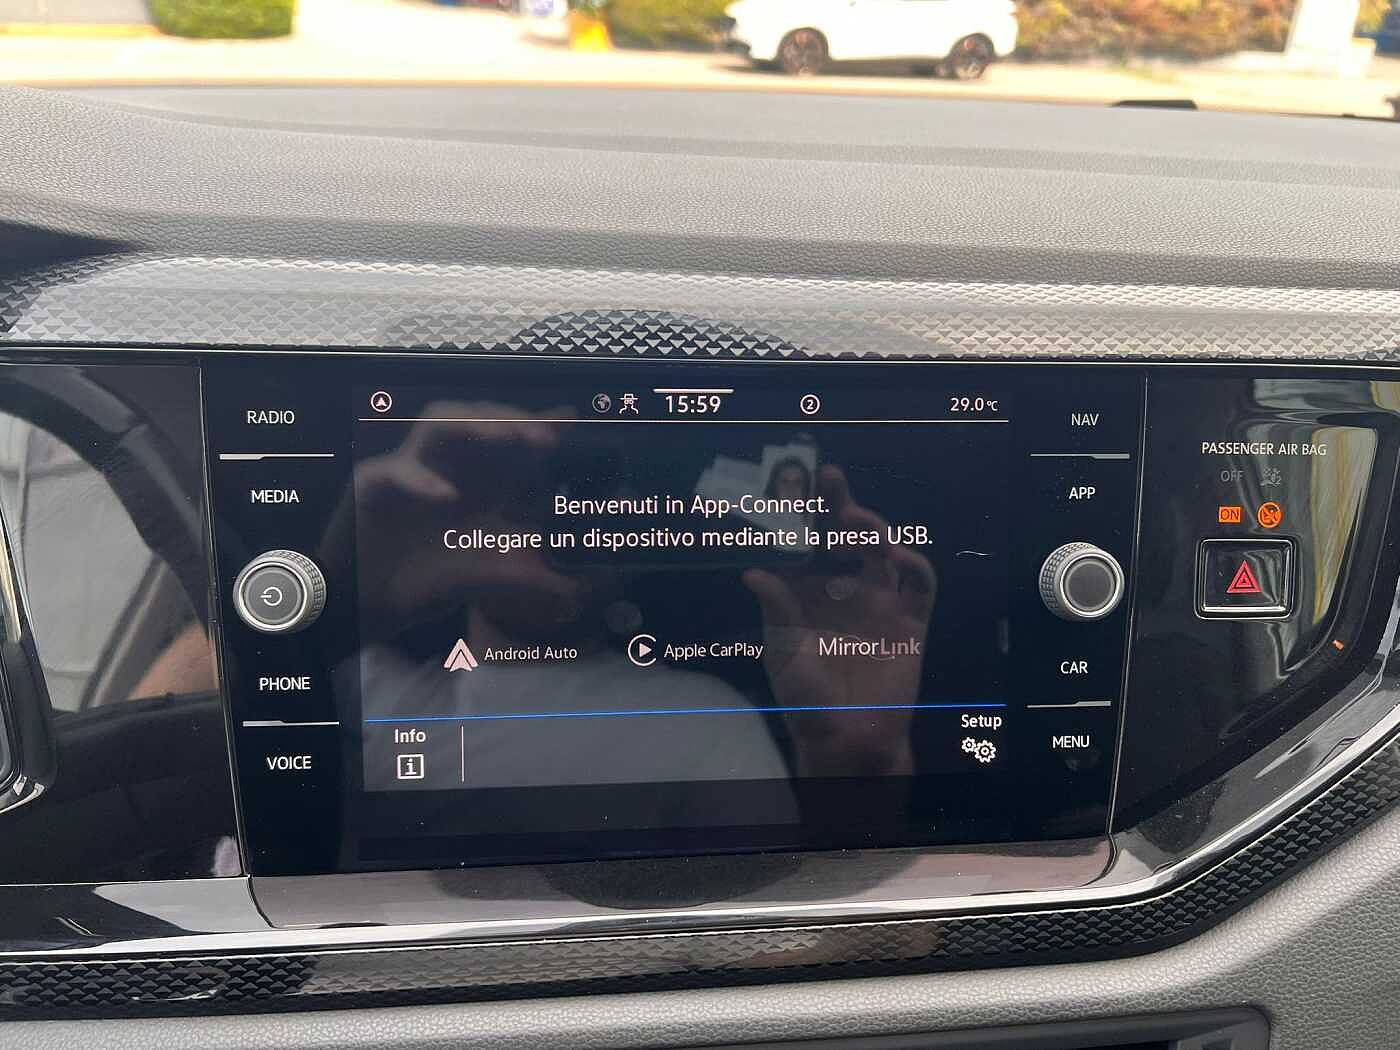 RADIO
MEDIA
PHONE
VOICE
15:59
2
29.0°C
Benvenuti in App-Connect.
Collegare un dispositivo mediante la presa USB.
Android Auto
Apple CarPlay
MirrorLink
Info
i
Setup
NAV
APP
CAR
MENU
PASSENGER AIR BAG
OFF
ON